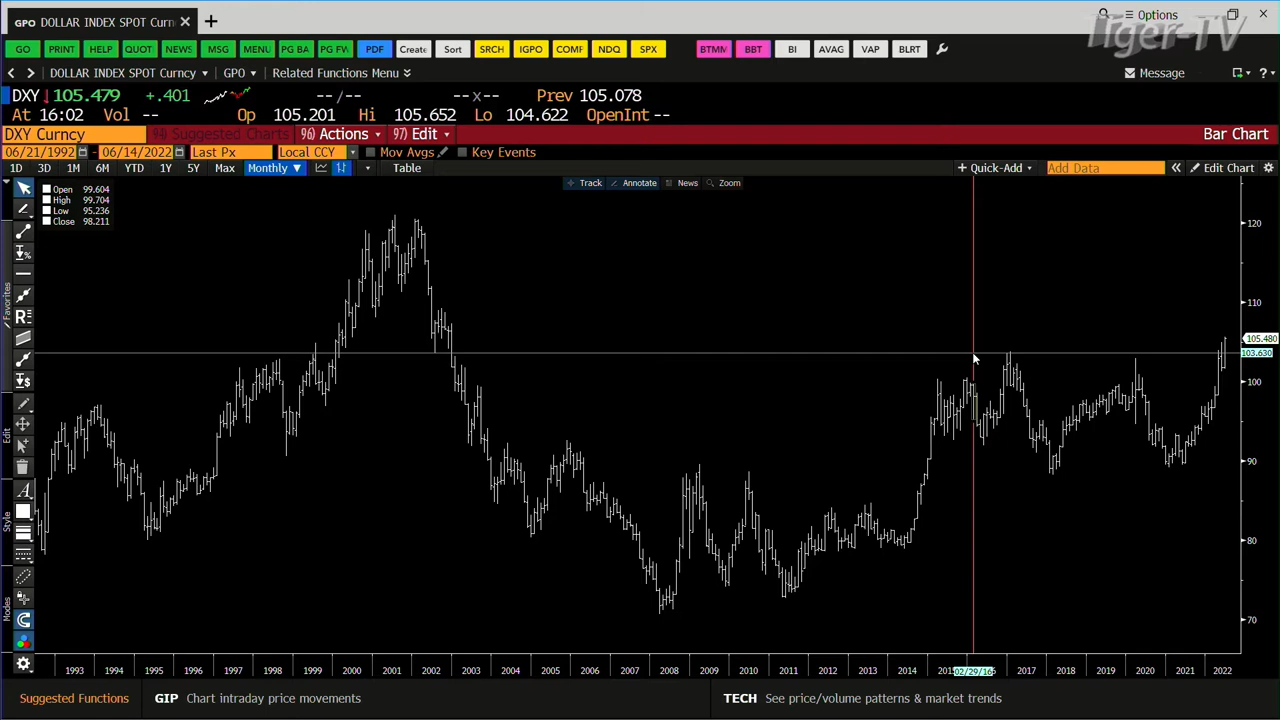 GPO DOLLAR INDEX SPOT Curn
Options
Tiger-TV
GO PRINT HELP QUOT NEWS MSG MENU PG BA PG FW PDF Create Sort SRCH IGPO COMF NDQ SPX BTMM BBT BI AVAG VAP BLRT
DOLLAR INDEX SPOT Curncy GPO Related Functions Menu Message
DXY 105.479 +.401 --/-- --x-- Prev 105.078
At 16:02 Vol -- Op 105.201 Hi 105.652 Lo 104.622 OpenInt --
DXY Curncy 94) Suggested Charts 96) Actions 97) Edit Bar Chart
06/21/1992 - 06/14/2022 Last Px Local CCY Mov Avgs Key Events
1D 3D 1M 6M YTD 1Y 5Y Max Monthly Table + Quick-Add Add Data Edit Chart
Track Annotate News Zoom
Open 99.604
High 99.704
Low 95.236
Close 98.211
120
110
105.480
103.630
100
90
80
70
Favorites
Edit
Style
Modes
1993 1994 1995 1996 1997 1998 1999 2000 2001 2002 2003 2004 2005 2006 2007 2008 2009 2010 2011 2012 2013 2014 02/29/16 2017 2018 2019 2020 2021 2022
Suggested Functions GIP Chart intraday price movements TECH See price/volume patterns & market trends